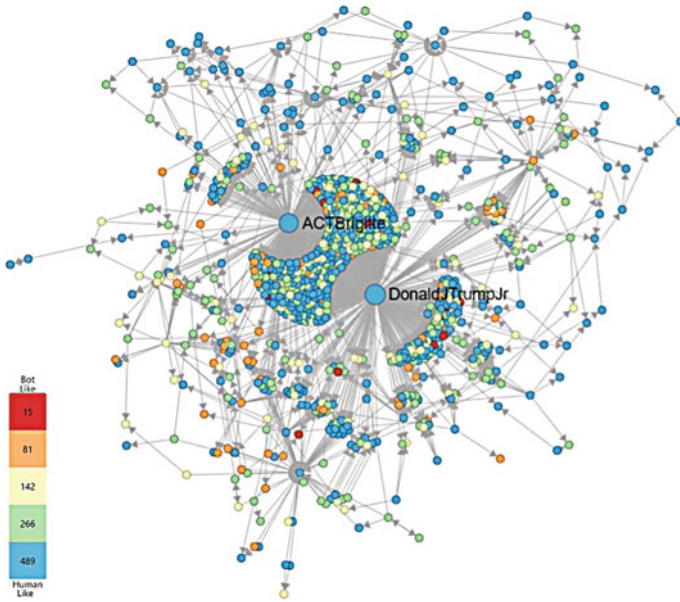 ACTBrigitte
DonaldJTrumpJr
Bot
Like
15
81
142
266
489
Human Like